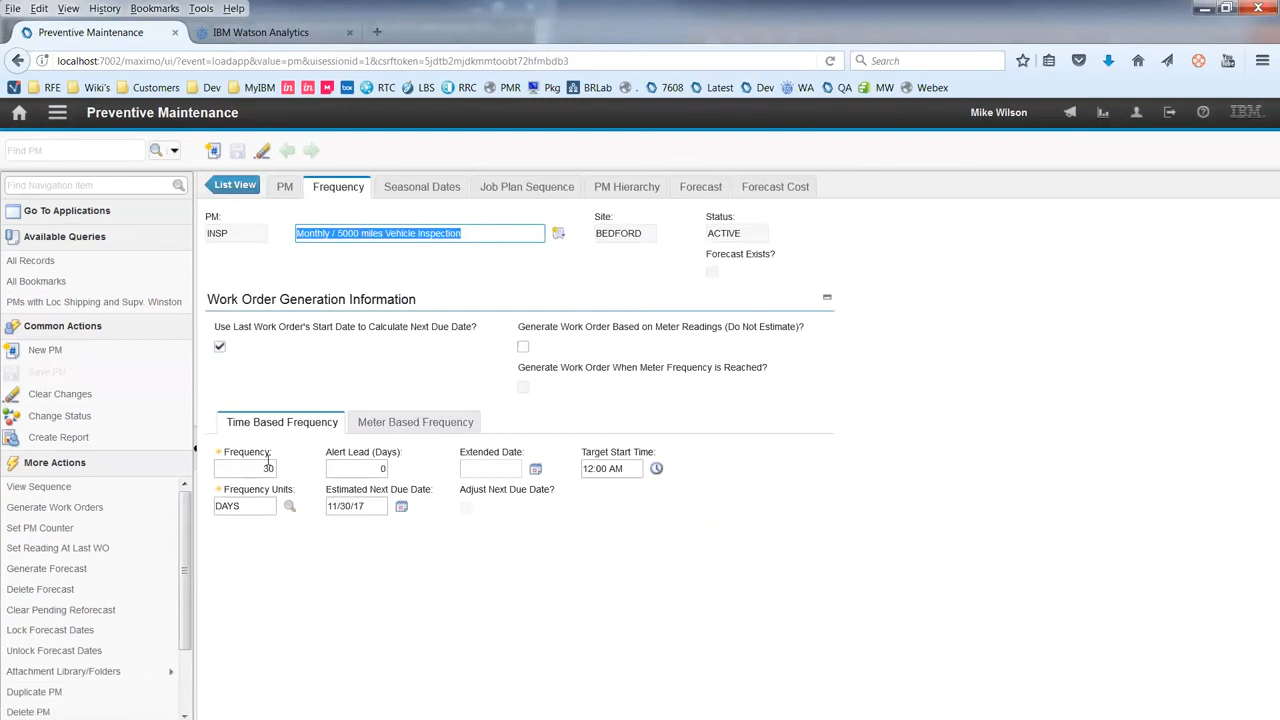 File Edit View History Bookmarks Tools Help
Preventive Maintenance × IBM Watson Analytics × +
localhost:7002/maximo/ui/?event=loadapp&value=pm&uisessionid=1&csrftoken=5jdtb2mjdkmmtoobt72hfmbdb3 Search
RFE Wiki's Customers Dev MyIBM RTC LBS RRC PMR Pkg BRLab . 7608 Latest Dev WA QA MW Webex
Preventive Maintenance Mike Wilson IBM
Find PM
Find Navigation Item
Go To Applications
Available Queries
All Records
All Bookmarks
PMs with Loc Shipping and Supv. Winston
Common Actions
New PM
Save PM
Clear Changes
Change Status
Create Report
More Actions
View Sequence
Generate Work Orders
Set PM Counter
Set Reading At Last WO
Generate Forecast
Delete Forecast
Clear Pending Reforecast
Lock Forecast Dates
Unlock Forecast Dates
Attachment Library/Folders
Duplicate PM
Delete PM
List View PM Frequency Seasonal Dates Job Plan Sequence PM Hierarchy Forecast Forecast Cost
PM: Site: Status:
INSP Monthly / 5000 miles Vehicle Inspection BEDFORD ACTIVE
Forecast Exists?
Work Order Generation Information
Use Last Work Order's Start Date to Calculate Next Due Date? Generate Work Order Based on Meter Readings (Do Not Estimate)?
Generate Work Order When Meter Frequency is Reached?
Time Based Frequency Meter Based Frequency
* Frequency: Alert Lead (Days): Extended Date: Target Start Time:
30 0 12:00 AM
* Frequency Units: Estimated Next Due Date: Adjust Next Due Date?
DAYS 11/30/17